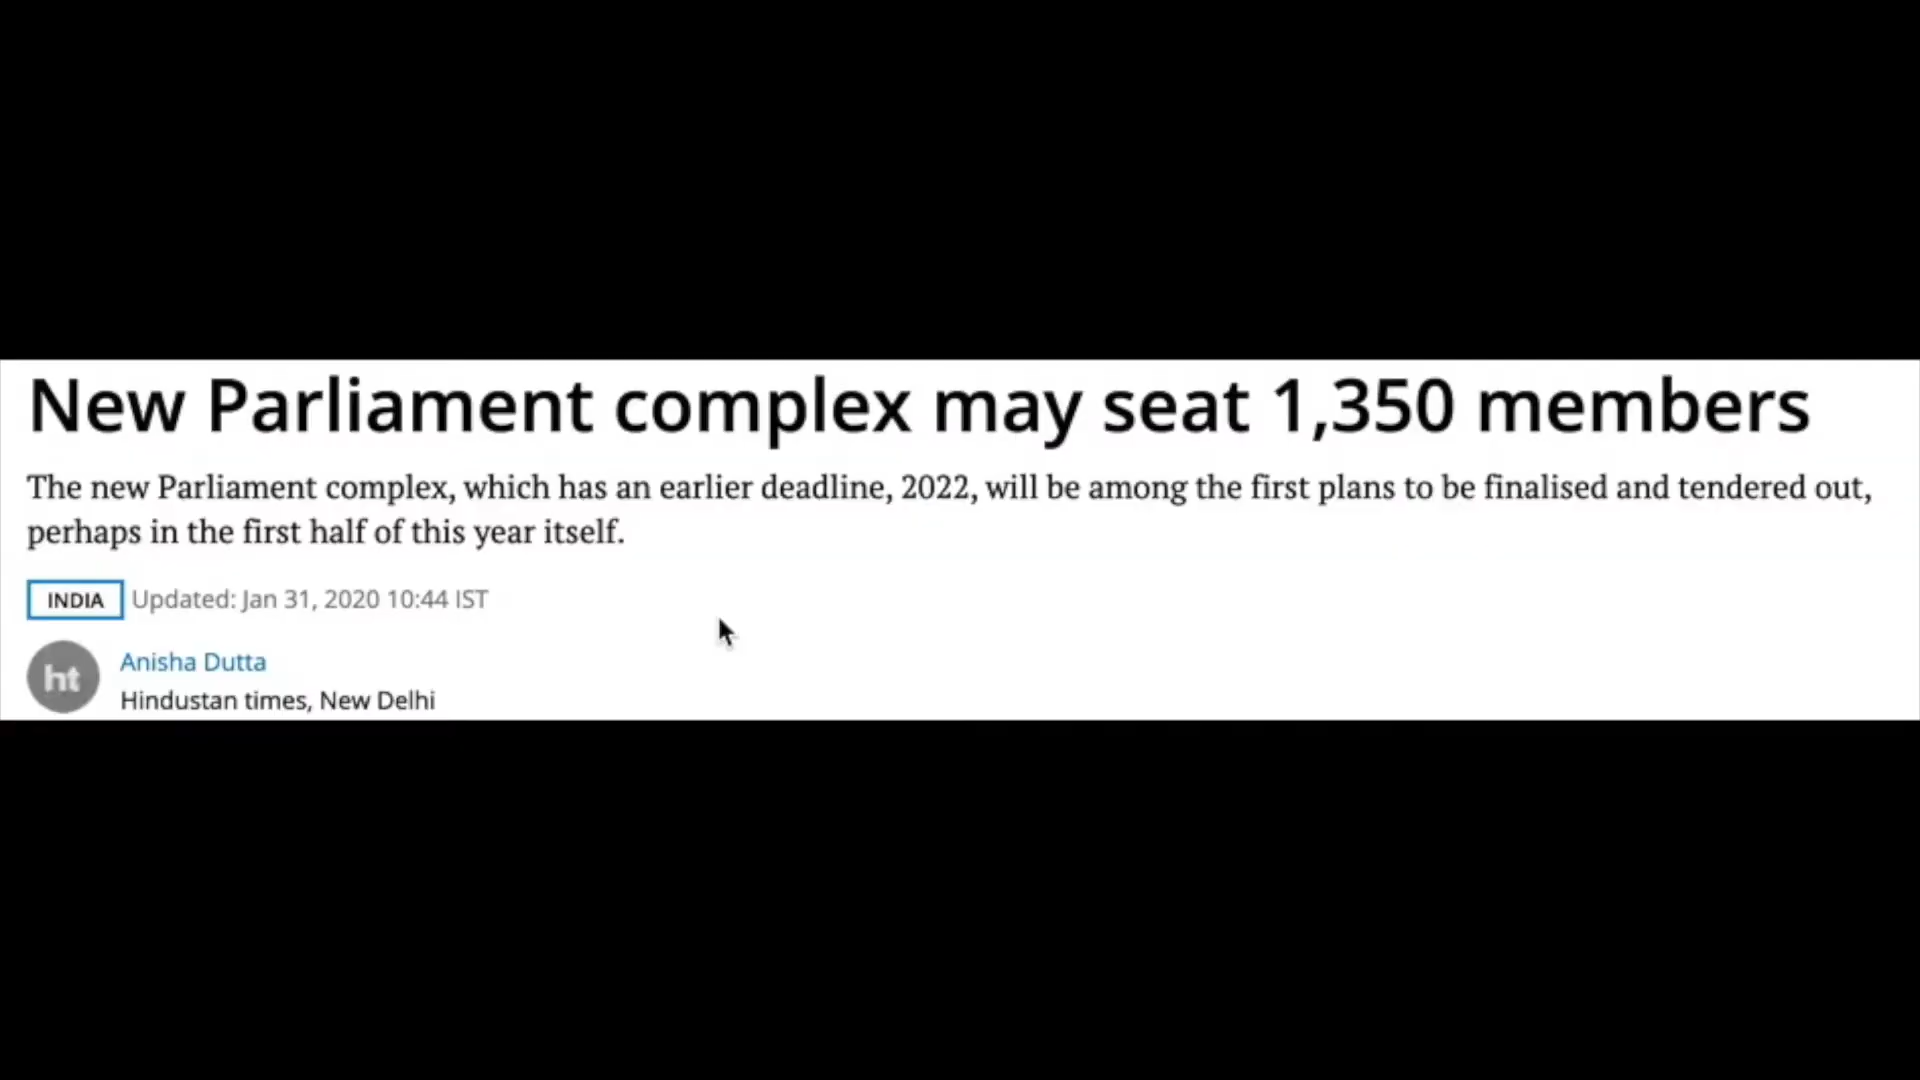 New Parliament complex may seat 1,350 members
The new Parliament complex, which has an earlier deadline, 2022, will be among the first plans to be finalised and tendered out,
perhaps in the first half of this year itself.
INDIA Updated: Jan 31, 2020 10:44 IST
ht
Anisha Dutta
Hindustan times, New Delhi